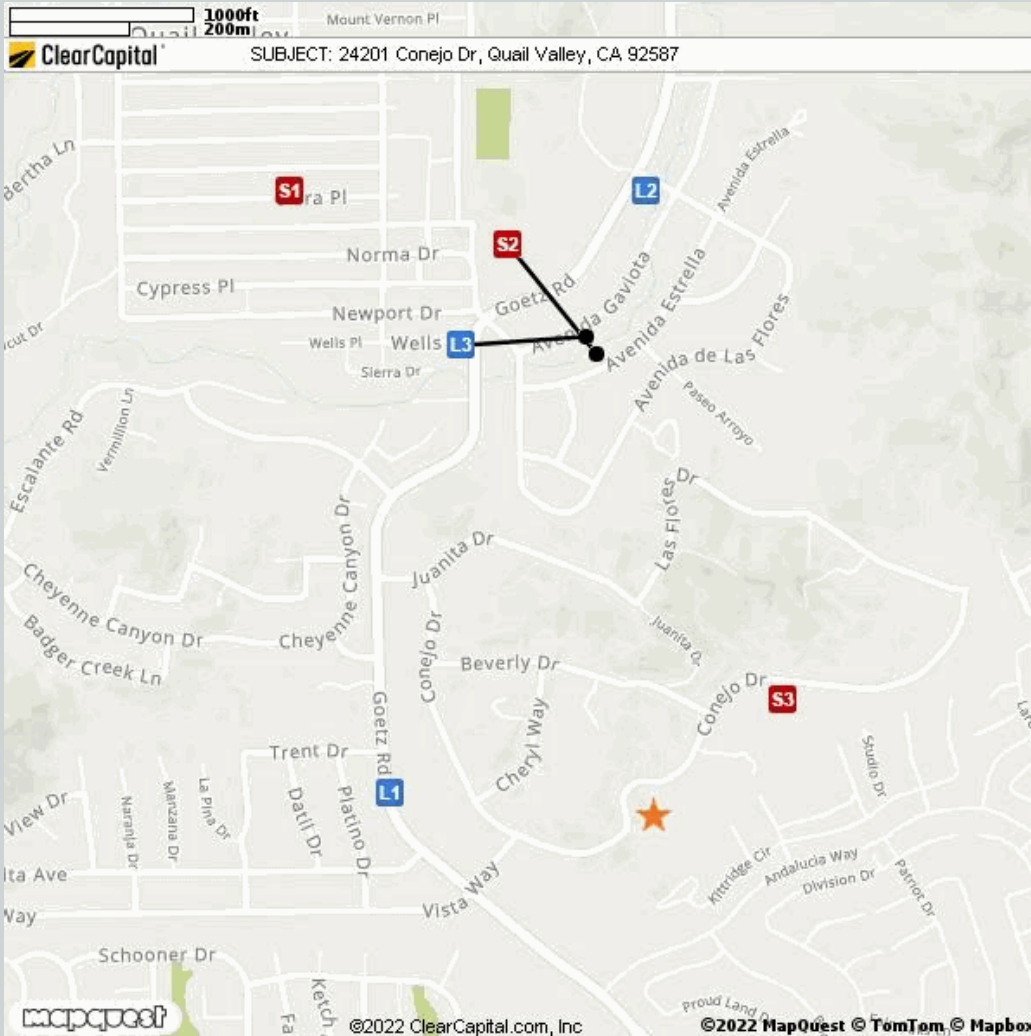 1000ft
200m
Mount Vernon Pl
ClearCapital
SUBJECT: 24201 Conejo Dr, Quail Valley, CA 92587
Bertha Ln
Avenida Estrella
S1
ra Pl
L2
S2
Norma Dr
Cypress Pl
Goetz Rd
Avenida Gaviota
Avenida Estrella
Newport Dr
icut Dr
Wells Pl
Wells
L3
Avenida de Las Flores
Sierra Dr
Paseo Arroyo
Vermillion Ln
Escalante Rd
Las Flores Dr
Cheyenne Canyon Dr
Juanita Dr
Cheyenne Canyon Dr
Badger Creek Ln
Conejo Dr
Juanita Dr
Beverly Dr
Conejo Dr
S3
Goetz Rd
Cheryl Way
Trent Dr
L1
Studio Dr
View Dr
Naranja Dr
Manzana Dr
La Pina Dr
Datil Dr
Platino Dr
Kittridge Cir
Andalucia Way
Division Dr
Patriot Dr
lta Ave
Way
Vista Way
Schooner Dr
Ketch
Fa
Proud Land
mapquest
©2022 ClearCapital.com, Inc
©2022 MapQuest © TomTom © Mapbo